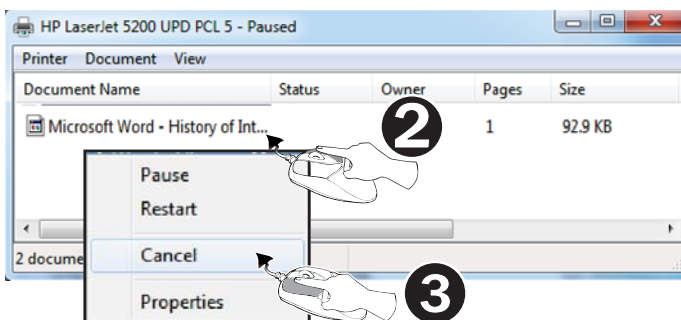 HP LaserJet 5200 UPD PCL 5 - Paused
Printer Document View
Document Name Status Owner Pages Size
Microsoft Word - History of Int... 1 92.9 KB
2
Pause
Restart
Cancel
2 docume
3
Properties